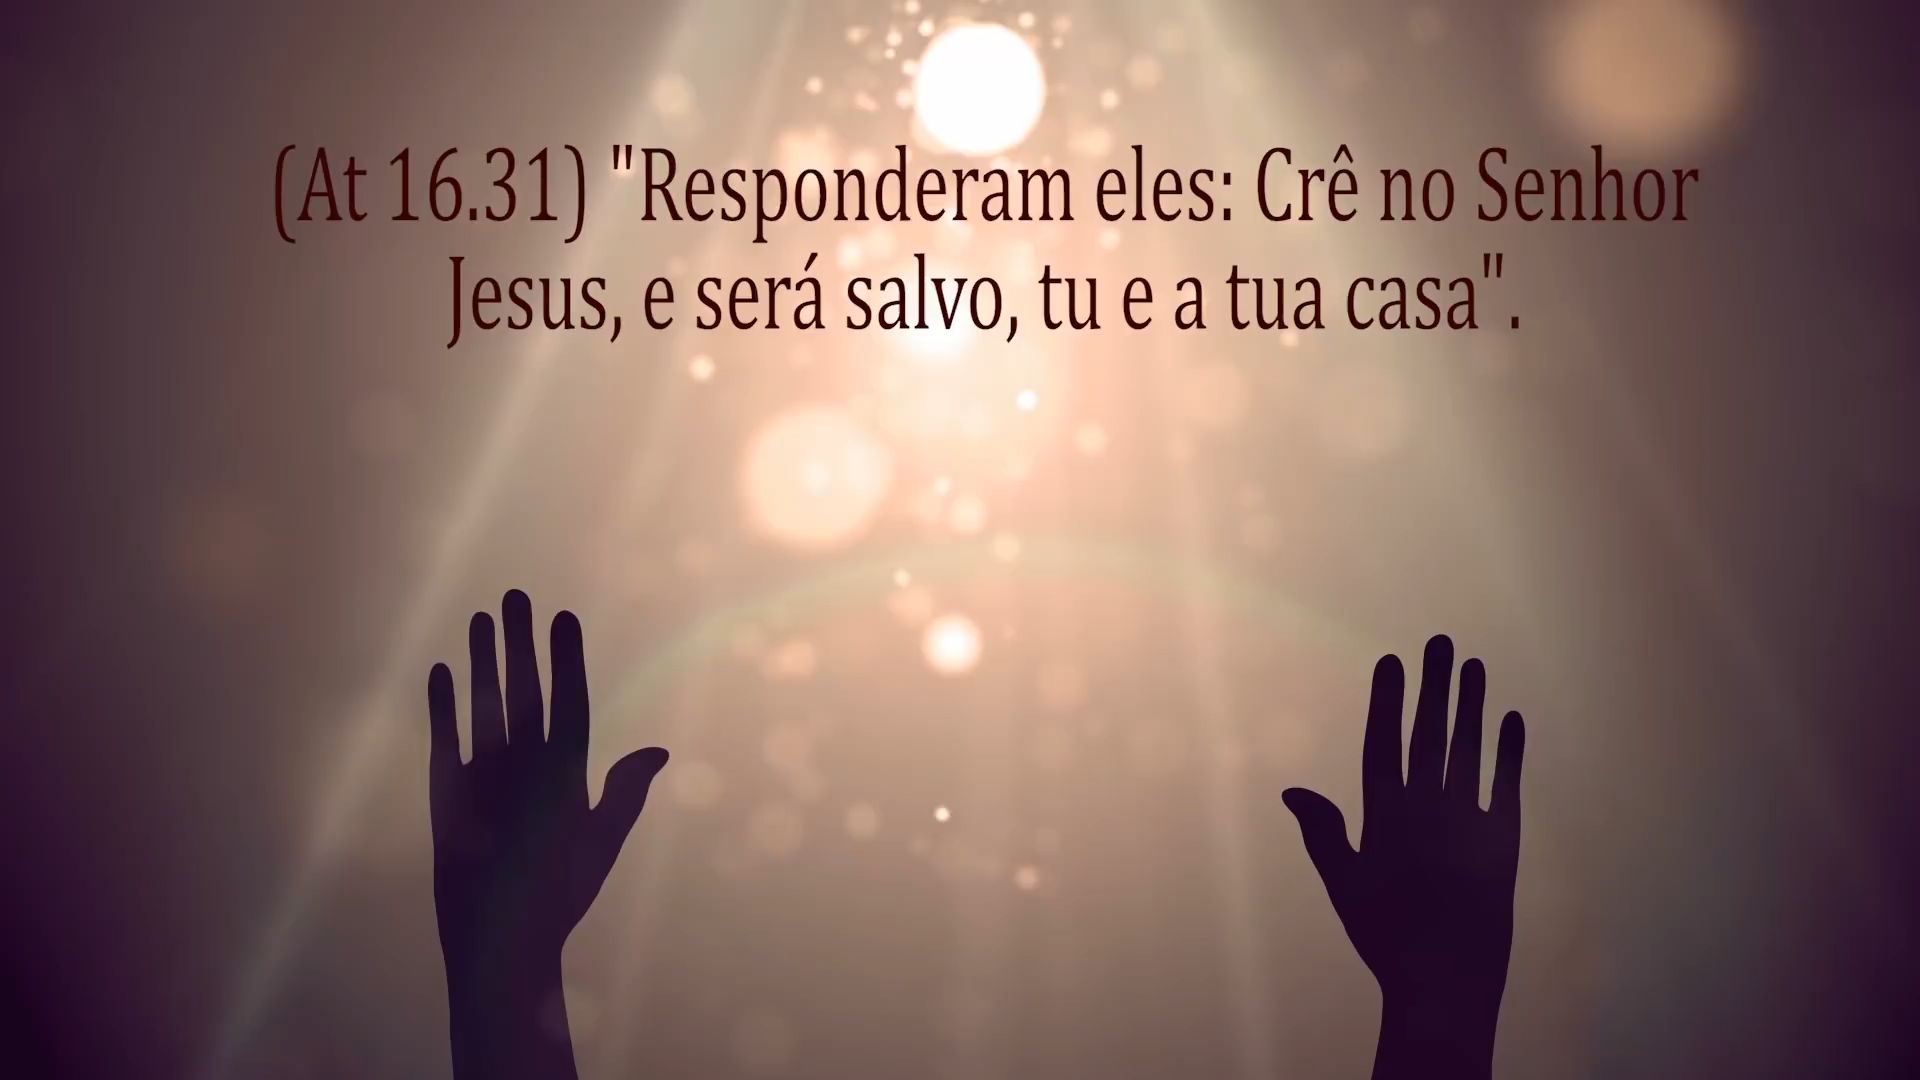 (At 16.31) "Responderam eles: Crê no Senhor
Jesus, e será salvo, tu e a tua casa".